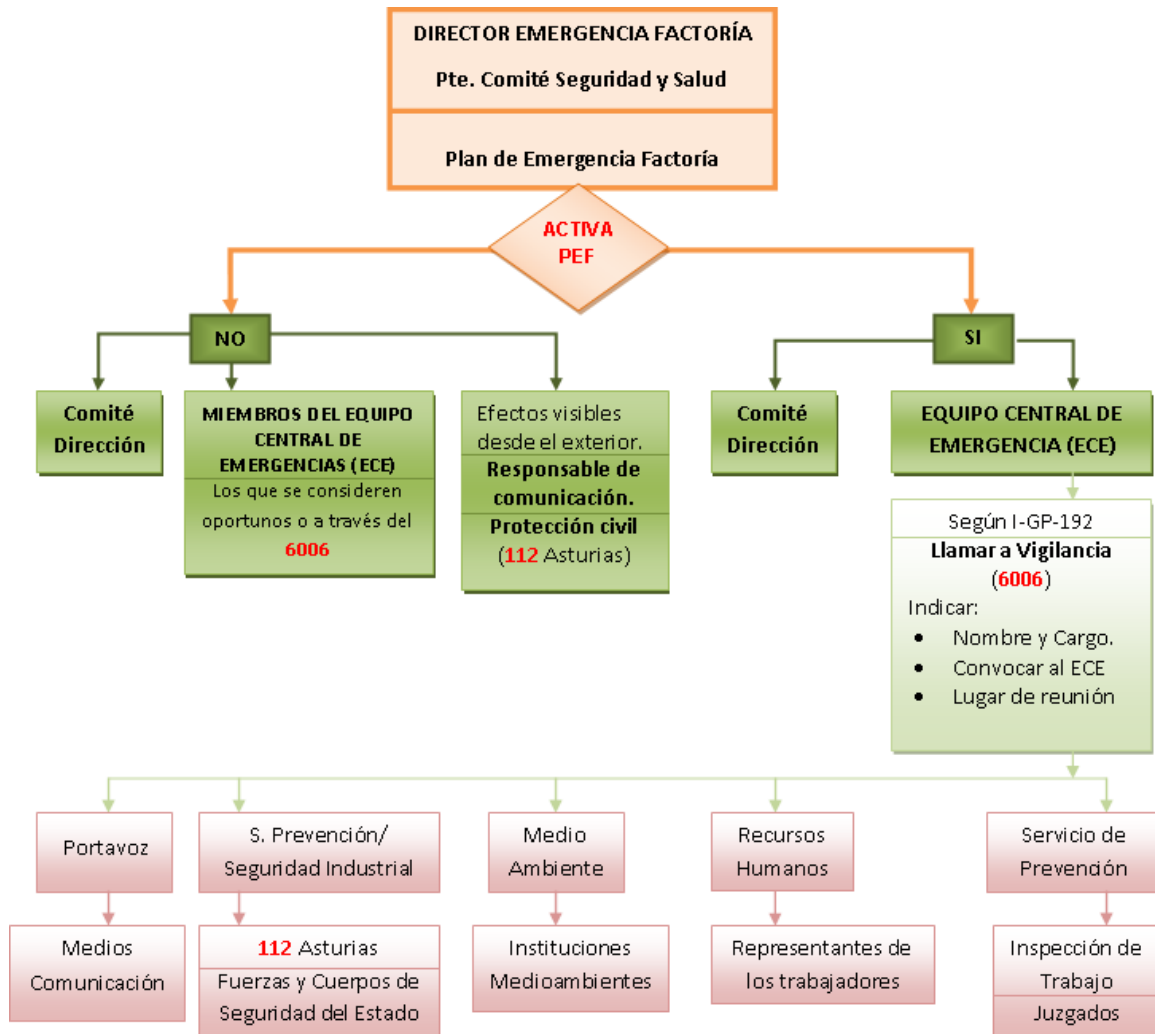 DIRECTOR EMERGENCIA FACTORÍA
Pte. Comité Seguridad y Salud
Plan de Emergencia Factoría
ACTIVA
PEF
NO
SI
Comité
Dirección
MIEMBROS DEL EQUIPO
CENTRAL DE
EMERGENCIAS (ECE)
Los que se consideren
oportunos o a través del
6006
Efectos visibles
desde el exterior.
Responsable de
comunicación.
Protección civil
(112 Asturias)
Comité
Dirección
EQUIPO CENTRAL DE
EMERGENCIA (ECE)
Según I-GP-192
Llamar a Vigilancia
(6006)
Indicar:
• Nombre y Cargo.
• Convocar al ECE
• Lugar de reunión
Portavoz
S. Prevención/
Seguridad Industrial
Medio
Ambiente
Recursos
Humanos
Servicio de
Prevención
Medios
Comunicación
112 Asturias
Fuerzas y Cuerpos de
Seguridad del Estado
Instituciones
Medioambientes
Representantes de
los trabajadores
Inspección de
Trabajo
Juzgados